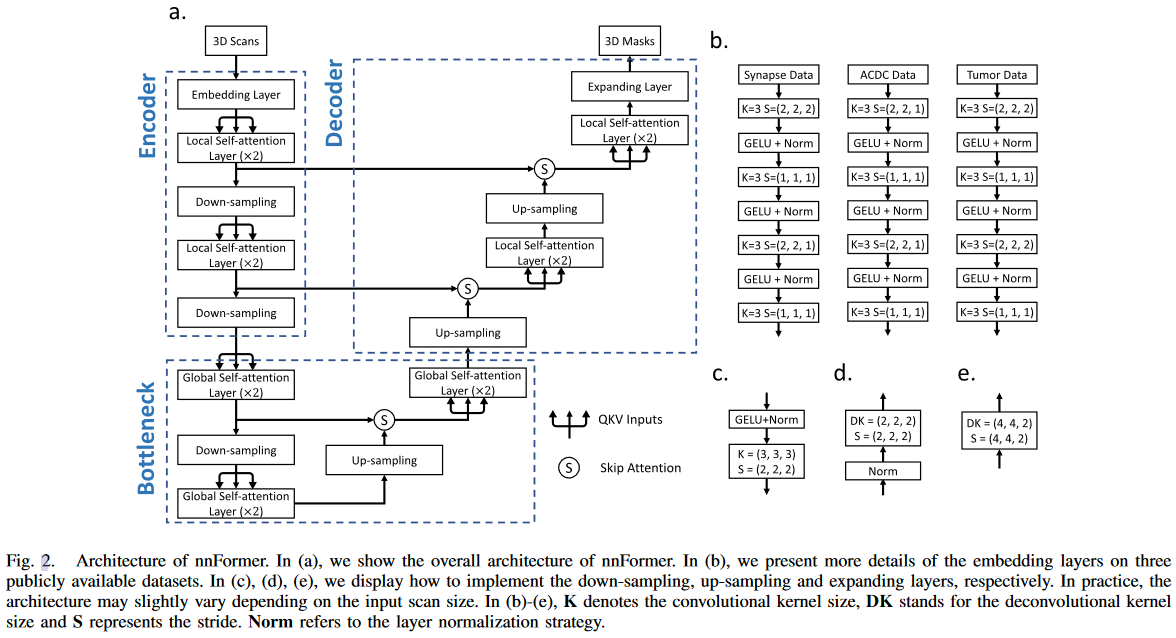 a.
3D Scans
Encoder
Embedding Layer
Local Self-attention
Layer (×2)
Down-sampling
Local Self-attention
Layer (×2)
Down-sampling
Bottleneck
Global Self-attention
Layer (×2)
Down-sampling
Global Self-attention
Layer (×2)
Up-sampling
S
Global Self-attention
Layer (×2)
Decoder
Up-sampling
S
Local Self-attention
Layer (×2)
Up-sampling
S
Local Self-attention
Layer (×2)
Expanding Layer
3D Masks
QKV Inputs
S
Skip Attention
b.
Synapse Data
K=3 S=(2, 2, 2)
GELU + Norm
K=3 S=(1, 1, 1)
GELU + Norm
K=3 S=(2, 2, 1)
GELU + Norm
K=3 S=(1, 1, 1)
ACDC Data
K=3 S=(2, 2, 1)
GELU + Norm
K=3 S=(1, 1, 1)
GELU + Norm
K=3 S=(2, 2, 1)
GELU + Norm
K=3 S=(1, 1, 1)
Tumor Data
K=3 S=(2, 2, 2)
GELU + Norm
K=3 S=(1, 1, 1)
GELU + Norm
K=3 S=(2, 2, 2)
GELU + Norm
K=3 S=(1, 1, 1)
c.
GELU+Norm
K = (3, 3, 3)
S = (2, 2, 2)
d.
DK = (2, 2, 2)
S = (2, 2, 2)
Norm
e.
DK = (4, 4, 2)
S = (4, 4, 2)
Fig. 2. Architecture of nnFormer. In (a), we show the overall architecture of nnFormer. In (b), we present more details of the embedding layers on three
publicly available datasets. In (c), (d), (e), we display how to implement the down-sampling, up-sampling and expanding layers, respectively. In practice, the
architecture may slightly vary depending on the input scan size. In (b)-(e), K denotes the convolutional kernel size, DK stands for the deconvolutional kernel
size and S represents the stride. Norm refers to the layer normalization strategy.